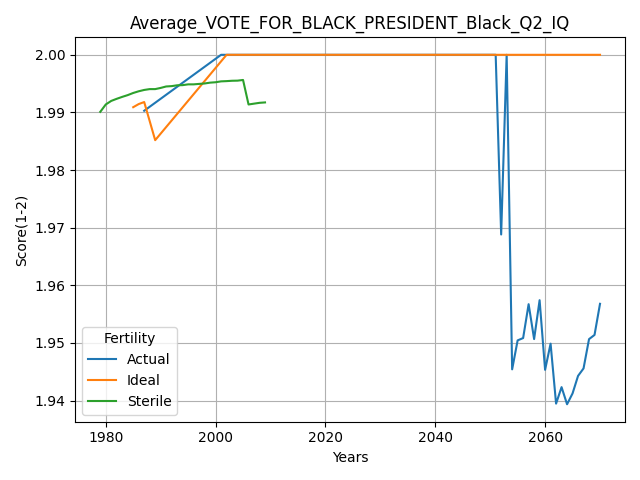 Average_VOTE_FOR_BLACK_PRESIDENT_Black_Q2_IQ
2.00
1.99
1.98
1.97
1.96
1.95
1.94
Score(1-2)
Fertility
Actual
Ideal
Sterile
1980 2000 2020 2040 2060
Years